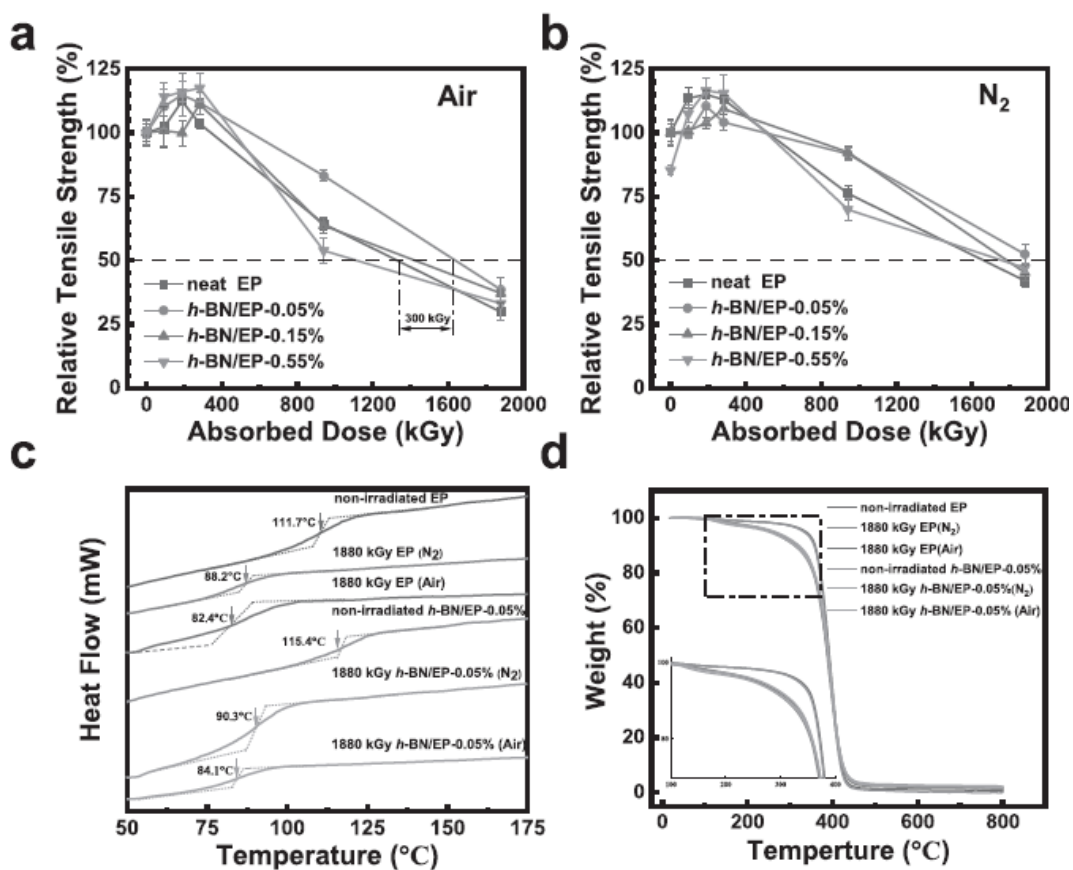 a
Relative Tensile Strength (%)
125
100
75
50
25
0
Air
neat EP
h-BN/EP-0.05%
h-BN/EP-0.15%
h-BN/EP-0.55%
300 kGy
0 400 800 1200 1600 2000
Absorbed Dose (kGy)
b
Relative Tensile Strength (%)
125
100
75
50
25
0
N₂
neat EP
h-BN/EP-0.05%
h-BN/EP-0.15%
h-BN/EP-0.55%
0 400 800 1200 1600 2000
Absorbed Dose (kGy)
c
Heat Flow (mW)
non-irradiated EP
111.7°C
1880 kGy EP (N₂)
88.2°C
1880 kGy EP (Air)
82.4°C
non-irradiated h-BN/EP-0.05%
115.4°C
1880 kGy h-BN/EP-0.05% (N₂)
90.3°C
1880 kGy h-BN/EP-0.05% (Air)
84.1°C
50 75 100 125 150 175
Temperature (°C)
d
Weight (%)
100
80
60
40
20
0
non-irradiated EP
1880 kGy EP(N₂)
1880 kGy EP(Air)
non-irradiated h-BN/EP-0.05%
1880 kGy h-BN/EP-0.05%(N₂)
1880 kGy h-BN/EP-0.05% (Air)
100
80
100 200 300 400
0 200 400 600 800
Temperture (°C)